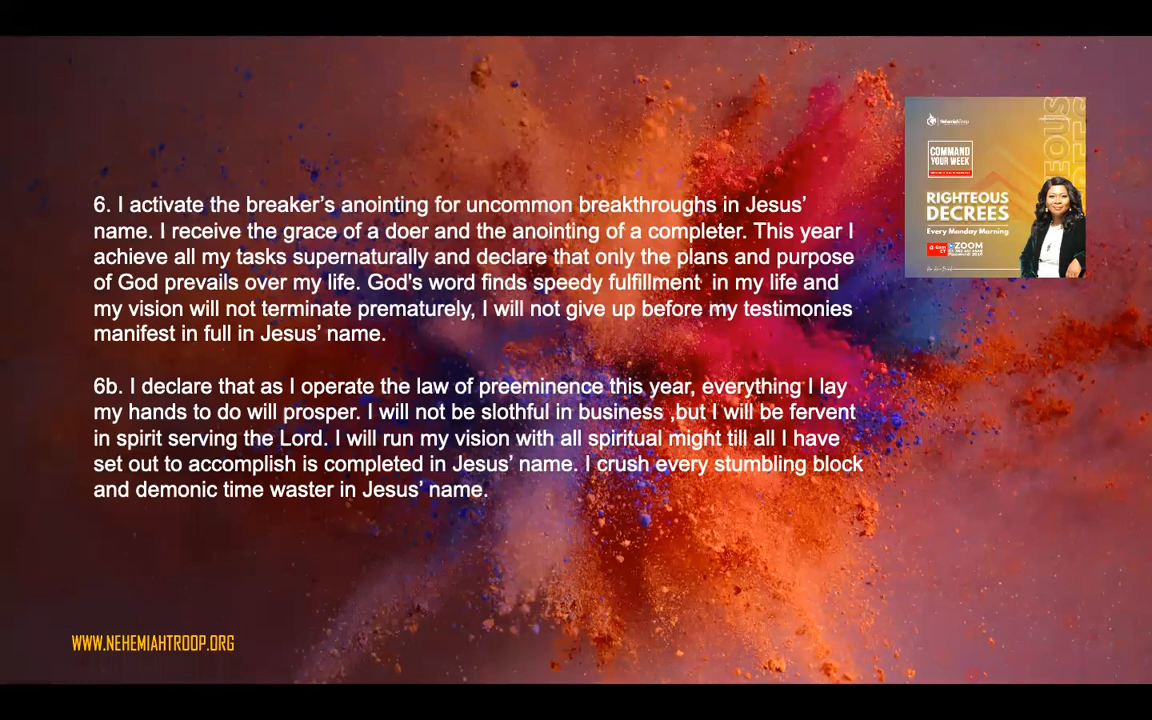 6. I activate the breaker’s anointing for uncommon breakthroughs in Jesus’
name. I receive the grace of a doer and the anointing of a completer. This year I
achieve all my tasks supernaturally and declare that only the plans and purpose
of God prevails over my life. God’s word finds speedy fulfillment in my life and
my vision will not terminate prematurely, I will not give up before my testimonies
manifest in full in Jesus’ name.
6b. I declare that as I operate the law of preeminence this year, everything I lay
my hands to do will prosper. I will not be slothful in business ,but I will be fervent
in spirit serving the Lord. I will run my vision with all spiritual might till all I have
set out to accomplish is completed in Jesus’ name. I crush every stumbling block
and demonic time waster in Jesus’ name.
COMMAND
YOUR WEEK
RIGHTEOUS
DECREES
Every Monday Morning
ZOOM
WWW.NEHEMIAHTROOP.ORG